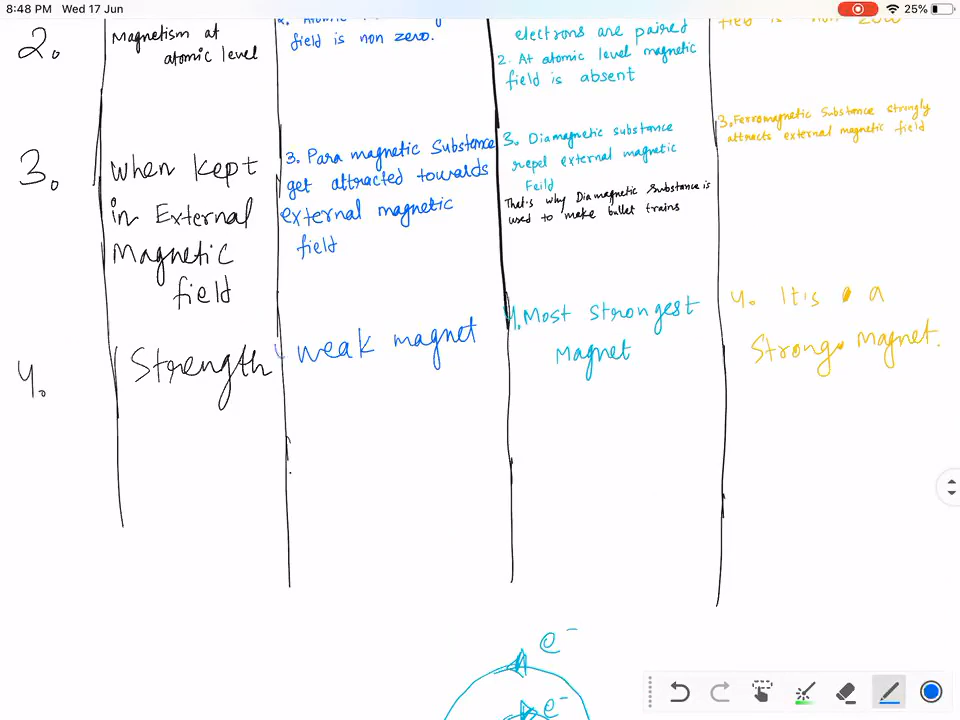 8:48 PM Wed 17 Jun
25%
2.
Magnetism at
atomic level
field is non zero.
electrons are paired
2. At atomic level magnetic
field is absent
3.
When Kept
in External
Magnetic
field
3. Para magnetic Substance
get attracted towards
external magnetic
field
3. Diamagnetic substance
repel external magnetic
Feild
That's why Diamagnetic Substance is
used to make bullet trains
3. Ferromagnetic Substance strongly
attracts external magnetic field
4.
Strength
weak magnet
4. Most strongest
Magnet
4. It's a
Strong Magnet.
e⁻
e⁻